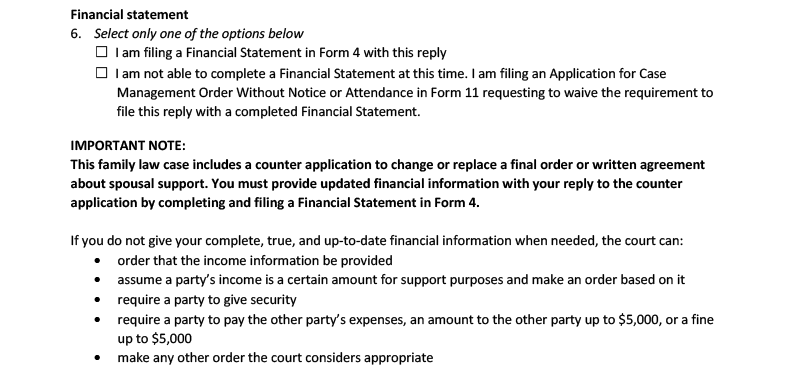 Financial statement
6. Select only one of the options below
☐ I am filing a Financial Statement in Form 4 with this reply
☐ I am not able to complete a Financial Statement at this time. I am filing an Application for Case
Management Order Without Notice or Attendance in Form 11 requesting to waive the requirement to
file this reply with a completed Financial Statement.
IMPORTANT NOTE:
This family law case includes a counter application to change or replace a final order or written agreement
about spousal support. You must provide updated financial information with your reply to the counter
application by completing and filing a Financial Statement in Form 4.
If you do not give your complete, true, and up-to-date financial information when needed, the court can:
• order that the income information be provided
• assume a party's income is a certain amount for support purposes and make an order based on it
• require a party to give security
• require a party to pay the other party's expenses, an amount to the other party up to $5,000, or a fine
up to $5,000
• make any other order the court considers appropriate